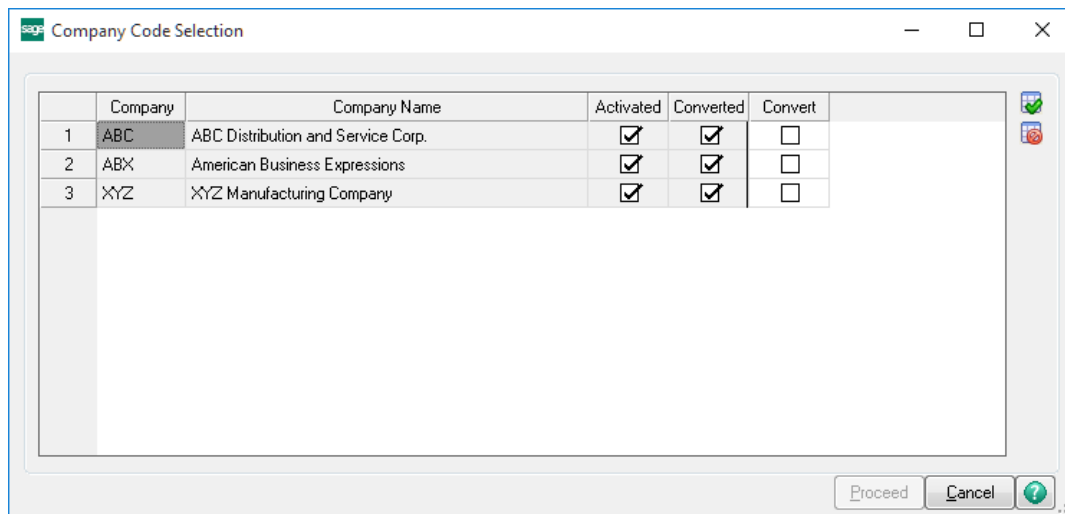 sage Company Code Selection
Company Company Name Activated Converted Convert
1 ABC ABC Distribution and Service Corp.
2 ABX American Business Expressions
3 XYZ XYZ Manufacturing Company
Proceed Cancel ?